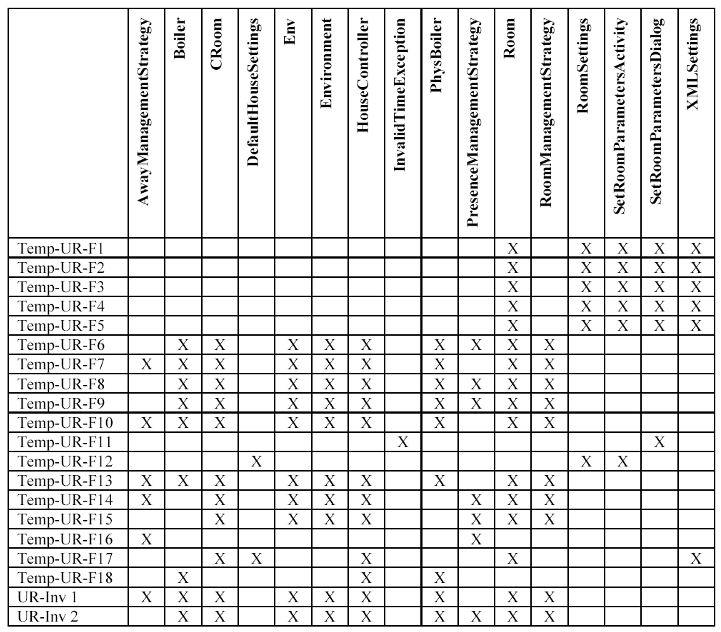 AwayManagementStrategy Boiler CRoom DefaultHouseSettings Env Environment HouseController InvalidTimeException PhysBoiler PresenceManagementStrategy Room RoomManagementStrategy RoomSettings SetRoomParametersActivity SetRoomParametersDialog XMLSettings
Temp-UR-F1 X X X X X
Temp-UR-F2 X X X X X
Temp-UR-F3 X X X X X
Temp-UR-F4 X X X X X
Temp-UR-F5 X X X X X
Temp-UR-F6 X X X X X X X X X
Temp-UR-F7 X X X X X X X X X
Temp-UR-F8 X X X X X X X X X
Temp-UR-F9 X X X X X X X X X
Temp-UR-F10 X X X X X X X X X
Temp-UR-F11 X X
Temp-UR-F12 X X X
Temp-UR-F13 X X X X X X X X X
Temp-UR-F14 X X X X X X X X
Temp-UR-F15 X X X X X X X
Temp-UR-F16 X X
Temp-UR-F17 X X X X X
Temp-UR-F18 X X X
UR-Inv 1 X X X X X X X X X
UR-Inv 2 X X X X X X X X X